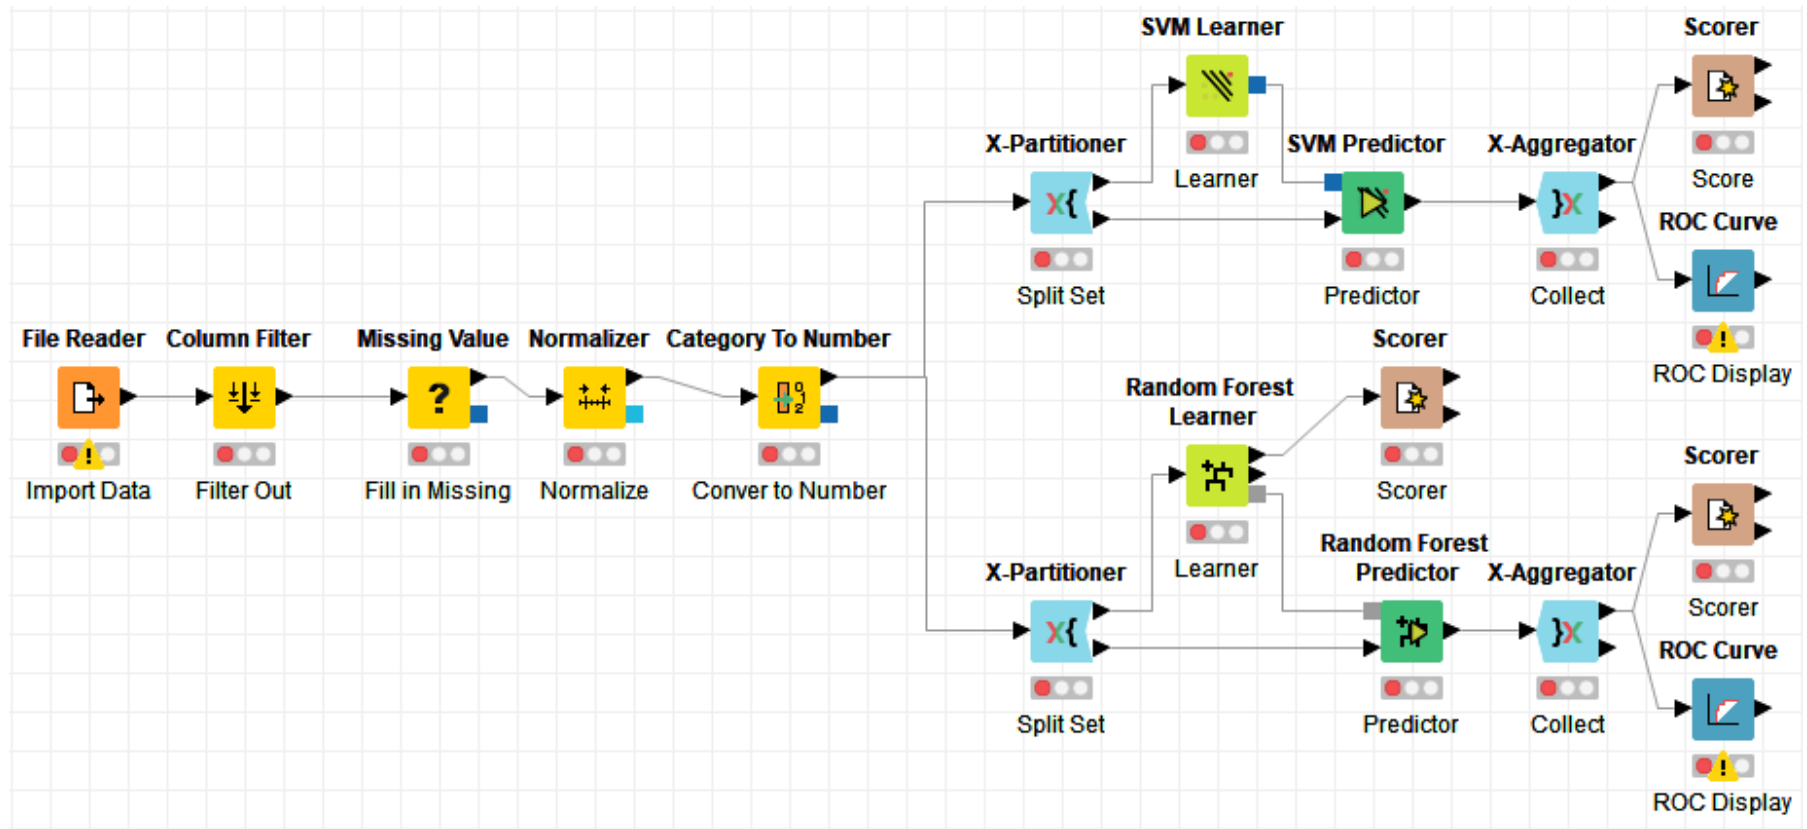 SVM Learner
Scorer
X-Partitioner
SVM Predictor
X-Aggregator
Learner
Score
ROC Curve
Split Set
Predictor
Collect
File Reader
Column Filter
Missing Value
Normalizer
Category To Number
Scorer
ROC Display
Random Forest
Learner
Scorer
Import Data
Filter Out
Fill in Missing
Normalize
Conver to Number
Scorer
Random Forest
Predictor
X-Partitioner
Learner
X-Aggregator
Scorer
ROC Curve
Split Set
Predictor
Collect
ROC Display